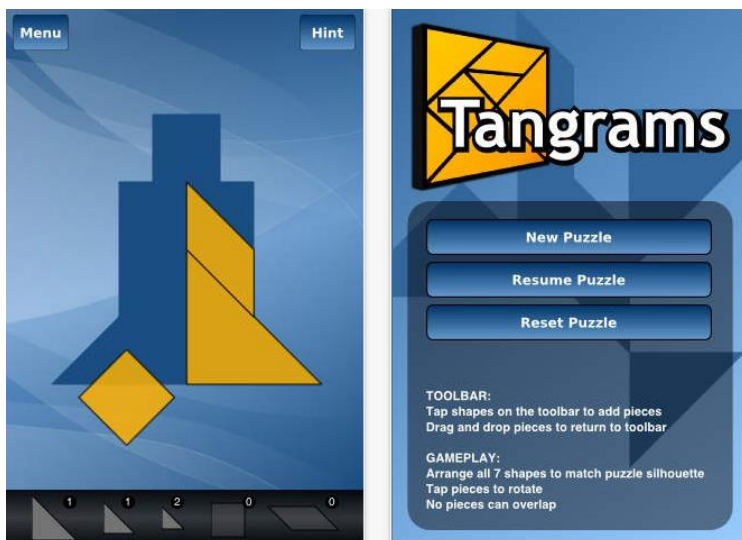 Menu
Hint
1
1
2
0
0
Tangrams
New Puzzle
Resume Puzzle
Reset Puzzle
TOOLBAR:
Tap shapes on the toolbar to add pieces
Drag and drop pieces to return to toolbar
GAMEPLAY:
Arrange all 7 shapes to match puzzle silhouette
Tap pieces to rotate
No pieces can overlap